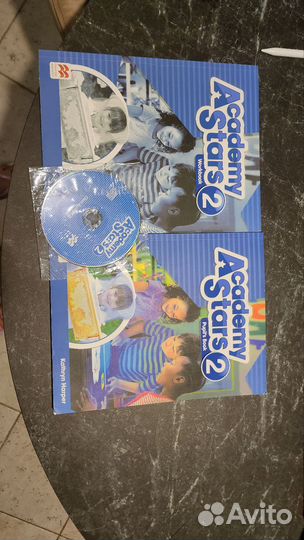 Academy
Stars 2
Workbook
Academy
Stars 2
Academy
Stars 2
Pupil's Book
Kathryn Harper
Avito